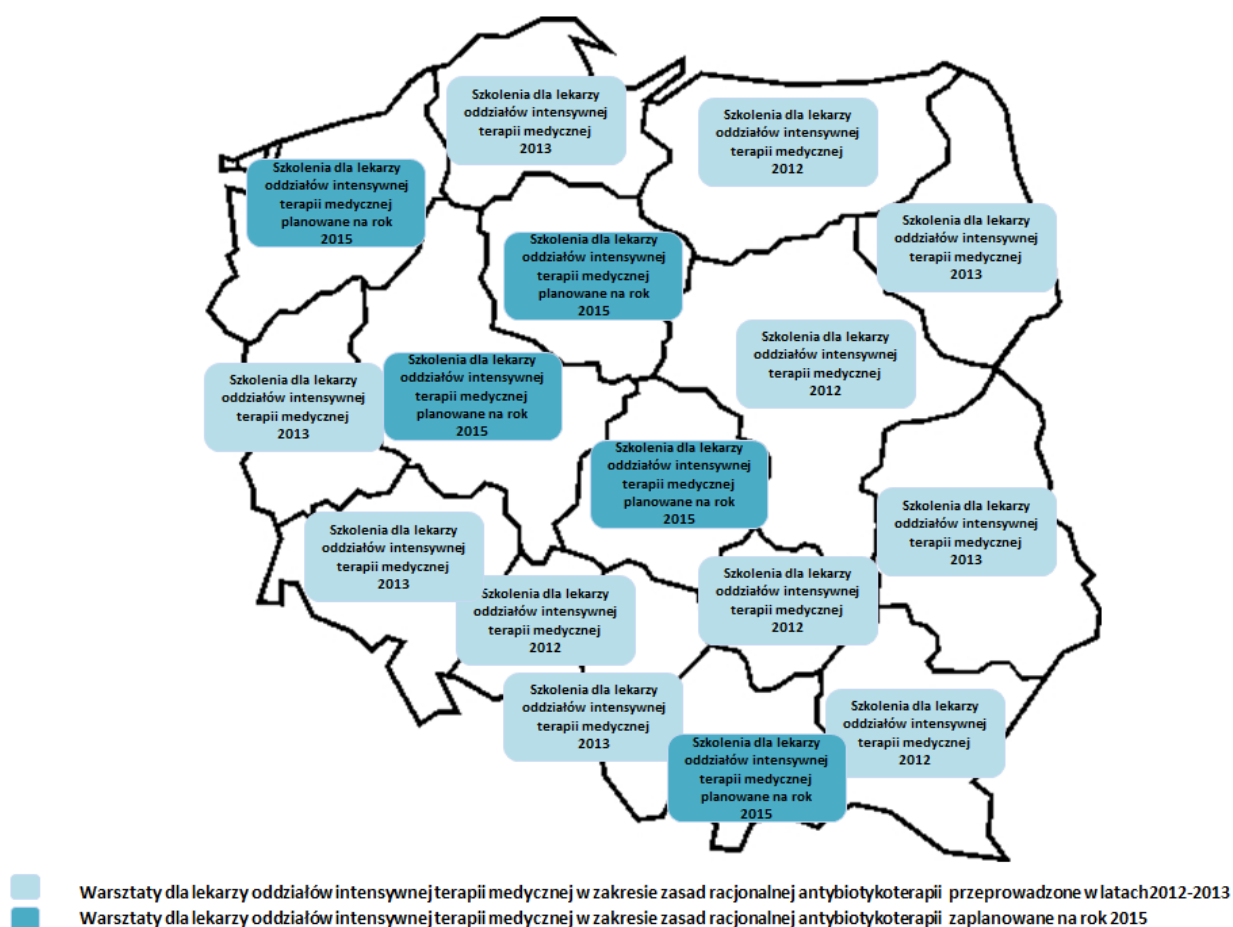 Szkolenia dla lekarzy
oddziałów intensywnej
terapii medycznej
2013
Szkolenia dla lekarzy
oddziałów intensywnej
terapii medycznej
2012
Szkolenia dla lekarzy
oddziałów intensywnej
terapii medycznej
planowane na rok
2015
Szkolenia dla lekarzy
oddziałów intensywnej
terapii medycznej
2013
Szkolenia dla lekarzy
oddziałów intensywnej
terapii medycznej
planowane na rok
2015
Szkolenia dla lekarzy
oddziałów intensywnej
terapii medycznej
2012
Szkolenia dla lekarzy
oddziałów intensywnej
terapii medycznej
2013
Szkolenia dla lekarzy
oddziałów intensywnej
terapii medycznej
planowane na rok
2015
Szkolenia dla lekarzy
oddziałów intensywnej
terapii medycznej
planowane na rok
2015
Szkolenia dla lekarzy
oddziałów intensywnej
terapii medycznej
2013
Szkolenia dla lekarzy
oddziałów intensywnej
terapii medycznej
2013
Szkolenia dla lekarzy
oddziałów intensywnej
terapii medycznej
2012
Szkolenia dla lekarzy
oddziałów intensywnej
terapii medycznej
2012
Szkolenia dla lekarzy
oddziałów intensywnej
terapii medycznej
2013
Szkolenia dla lekarzy
oddziałów intensywnej
terapii medycznej
2012
Szkolenia dla lekarzy
oddziałów intensywnej
terapii medycznej
planowane na rok
2015
Warsztaty dla lekarzy oddziałów intensywnej terapii medycznej w zakresie zasad racjonalnej antybiotykoterapii przeprowadzone w latach 2012-2013
Warsztaty dla lekarzy oddziałów intensywnej terapii medycznej w zakresie zasad racjonalnej antybiotykoterapii zaplanowane na rok 2015